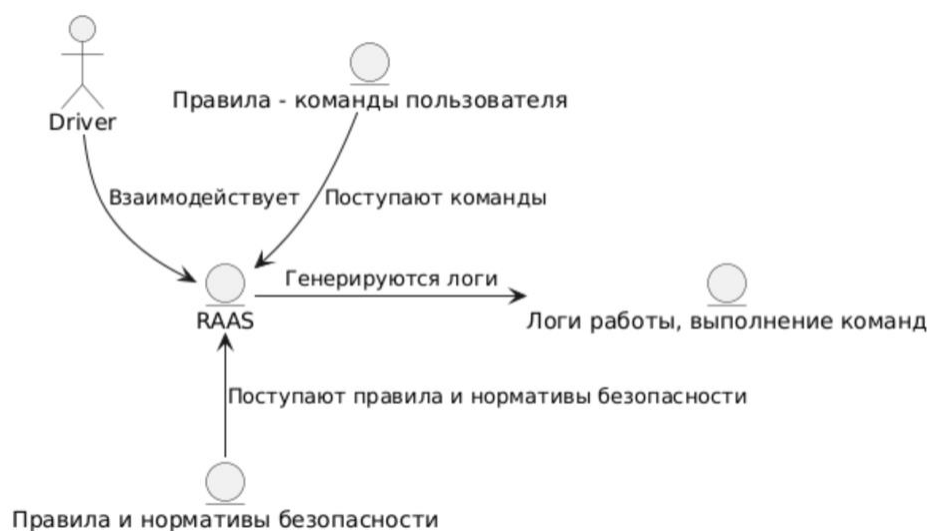 Driver
Правила - команды пользователя
Взаимодействует
Поступают команды
Генерируются логи
RAAS
Логи работы, выполнение команд
Поступают правила и нормативы безопасности
Правила и нормативы безопасности